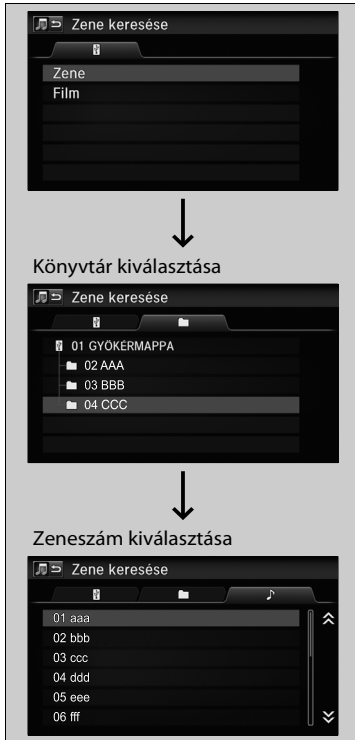 Zene keresése
Zene
Film
Könyvtár kiválasztása
Zene keresése
01 GYÖKÉRMAPPA
02 AAA
03 BBB
04 CCC
Zeneszám kiválasztása
Zene keresése
01 aaa
02 bbb
03 ccc
04 ddd
05 eee
06 fff